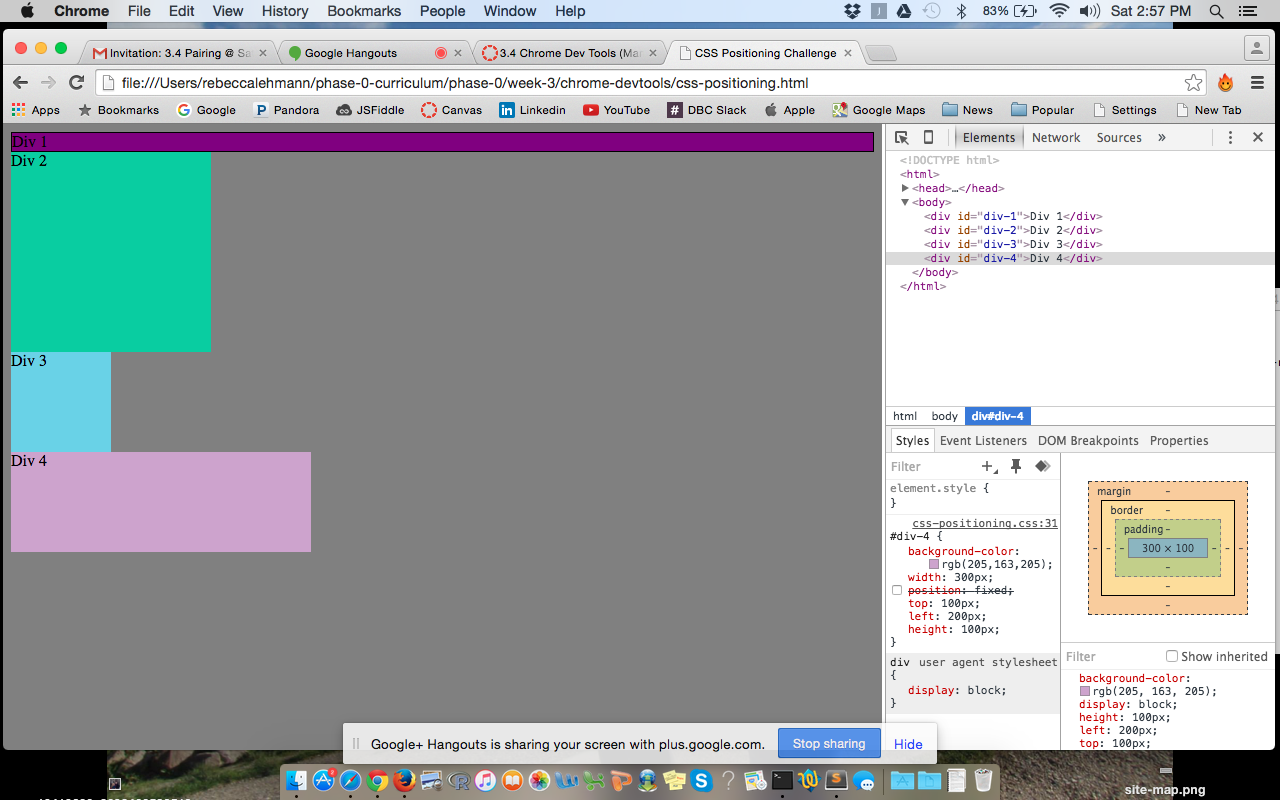 Chrome File Edit View History Bookmarks People Window Help 83% Sat 2:57 PM
Invitation: 3.4 Pairing @ Sa
Google Hangouts
3.4 Chrome Dev Tools (Ma
CSS Positioning Challenge
file:///Users/rebeccalehmann/phase-0-curriculum/phase-0/week-3/chrome-devtools/css-positioning.html
Apps Bookmarks Google Pandora JSFiddle Canvas Linkedin YouTube DBC Slack Apple Google Maps News Popular Settings New Tab
Div 1
Div 2
Div 3
Div 4
Elements Network Sources »
<!DOCTYPE html>
<html>
<head>…</head>
<body>
<div id="div-1">Div 1</div>
<div id="div-2">Div 2</div>
<div id="div-3">Div 3</div>
<div id="div-4">Div 4</div>
</body>
</html>
html body div#div-4
Styles Event Listeners DOM Breakpoints Properties
Filter
element.style {
}
css-positioning.css:31
#div-4 {
background-color:
rgb(205,163,205);
width: 300px;
position: fixed;
top: 100px;
left: 200px;
height: 100px;
}
div user agent stylesheet
{
display: block;
}
margin -
border -
padding -
- - - 300 × 100 - - -
-
-
-
Filter Show inherited
background-color:
rgb(205, 163, 205);
display: block;
height: 100px;
left: 200px;
top: 100px;
Google+ Hangouts is sharing your screen with plus.google.com. Stop sharing Hide
site-map.png